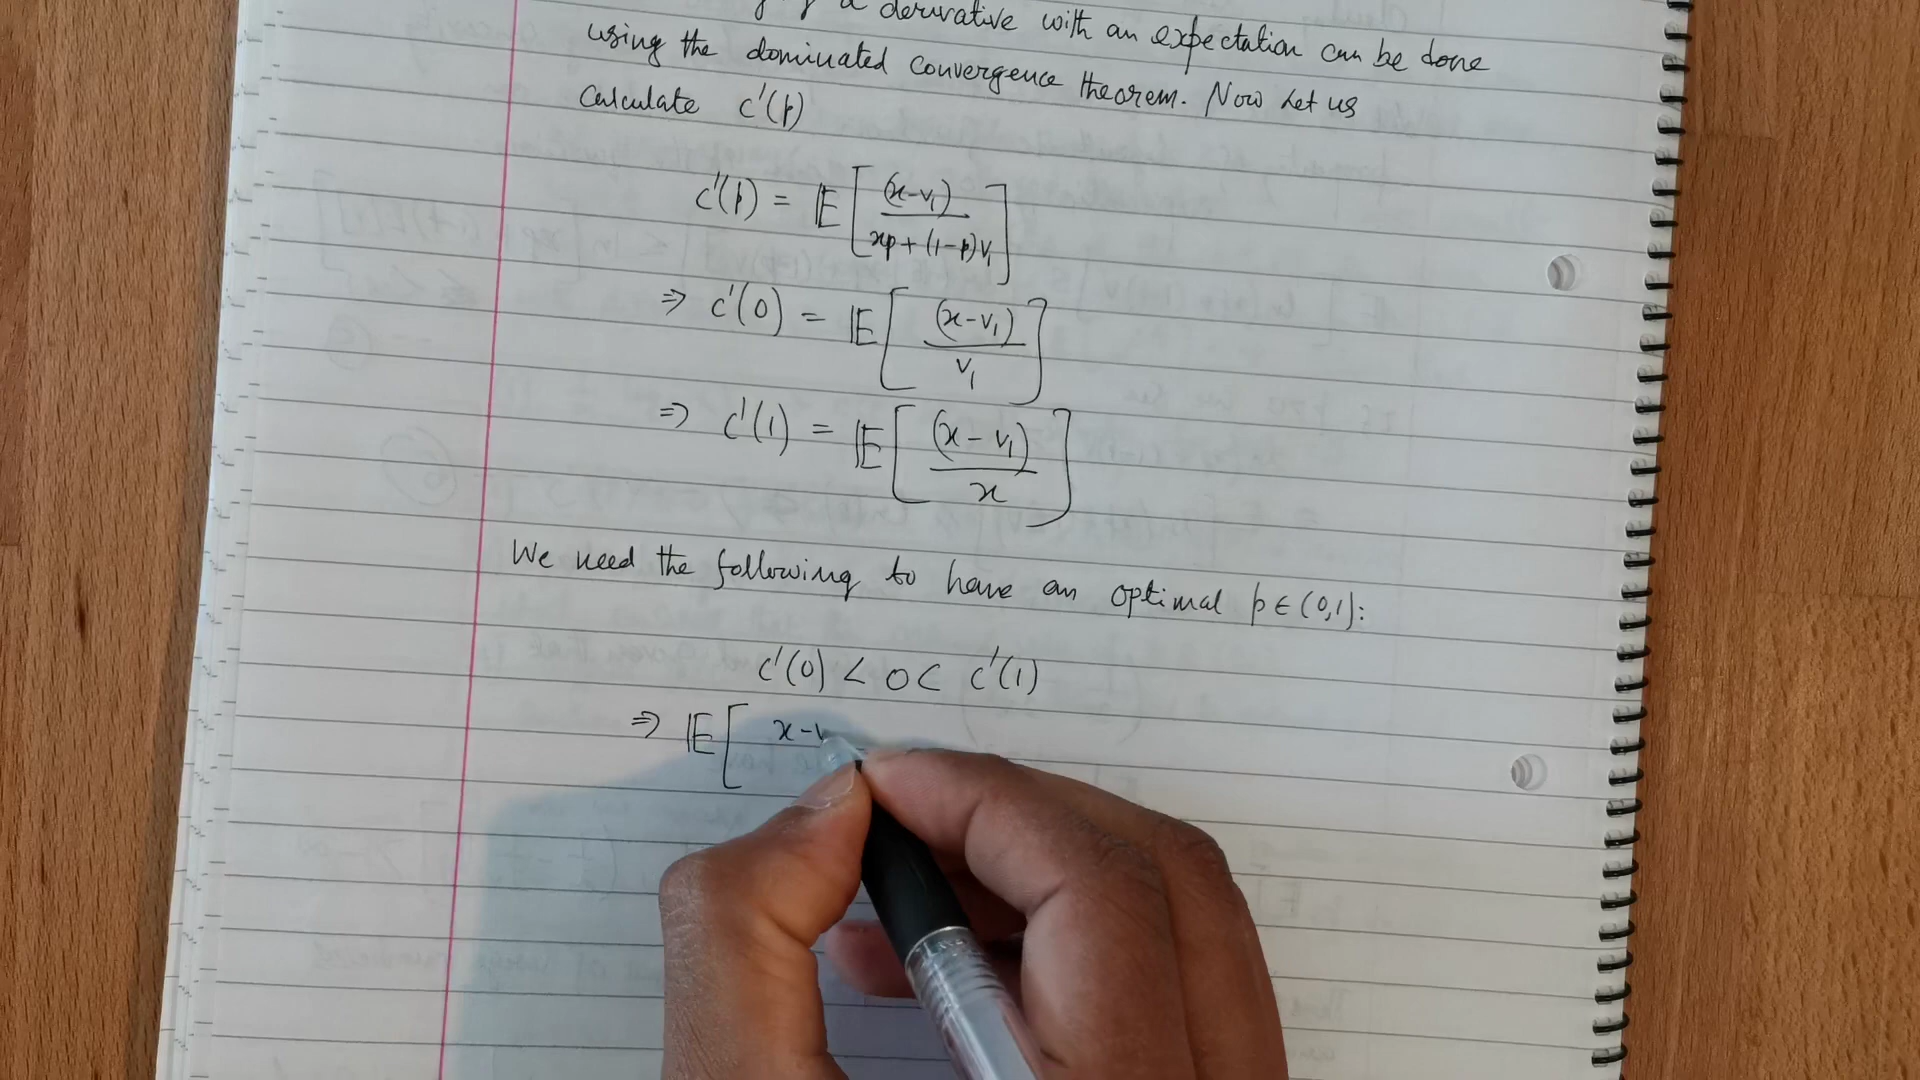 a derivative with an expectation can be done
using the dominated convergence theorem. Now let us
Calculate c'(p)
c'(p) = 𝔼[(x-v₁)/(xp+(1-p)v₁)]
⇒ c'(0) = 𝔼[(x-v₁)/v₁]
⇒ c'(1) = 𝔼[(x-v₁)/x]
We need the following to have an optimal p∈(0,1):
c'(0) < 0 < c'(1)
⇒ 𝔼[x-v